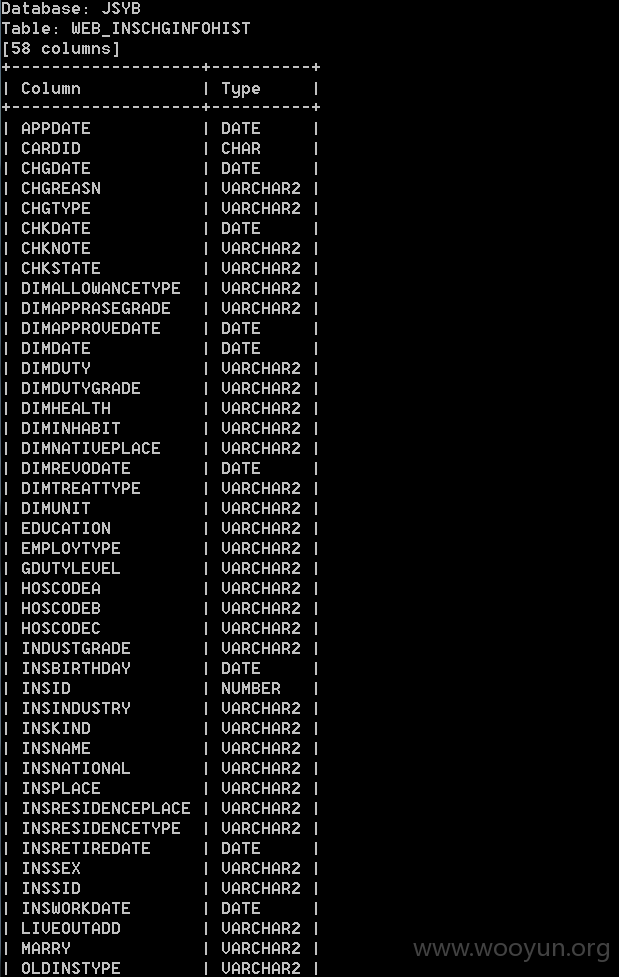 Database: JSYB
Table: WEB_INSCHGINFOHIST
[58 columns]
+--------------------+----------+
| Column             | Type     |
+--------------------+----------+
| APPDATE            | DATE     |
| CARDID             | CHAR     |
| CHGDATE            | DATE     |
| CHGREASN           | VARCHAR2 |
| CHGTYPE            | VARCHAR2 |
| CHKDATE            | DATE     |
| CHKNOTE            | VARCHAR2 |
| CHKSTATE           | VARCHAR2 |
| DIMALLOWANCETYPE   | VARCHAR2 |
| DIMAPPRASEGRADE    | VARCHAR2 |
| DIMAPPROVEDATE     | DATE     |
| DIMDATE            | DATE     |
| DIMDUTY            | VARCHAR2 |
| DIMDUTYGRADE       | VARCHAR2 |
| DIMHEALTH          | VARCHAR2 |
| DIMINHABIT         | VARCHAR2 |
| DIMNATIVEPLACE     | VARCHAR2 |
| DIMREVODATE        | DATE     |
| DIMTREATTYPE       | VARCHAR2 |
| DIMUNIT            | VARCHAR2 |
| EDUCATION          | VARCHAR2 |
| EMPLOYTYPE         | VARCHAR2 |
| GDUTYLEVEL         | VARCHAR2 |
| HOSCODEA           | VARCHAR2 |
| HOSCODEB           | VARCHAR2 |
| HOSCODEC           | VARCHAR2 |
| INDUSTGRADE        | VARCHAR2 |
| INSBIRTHDAY        | DATE     |
| INSID              | NUMBER   |
| INSINDUSTRY        | VARCHAR2 |
| INSKIND            | VARCHAR2 |
| INSNAME            | VARCHAR2 |
| INSNATIONAL        | VARCHAR2 |
| INSPLACE           | VARCHAR2 |
| INSRESIDENCEPLACE  | VARCHAR2 |
| INSRESIDENCETYPE   | VARCHAR2 |
| INSRETIREDATE      | DATE     |
| INSSEX             | VARCHAR2 |
| INSSID             | VARCHAR2 |
| INSWORKDATE        | DATE     |
| LIVEOUTADD         | VARCHAR2 |
| MARRY              | VARCHAR2 |
| OLDINSTYPE         | VARCHAR2 |
www.wooyun.org